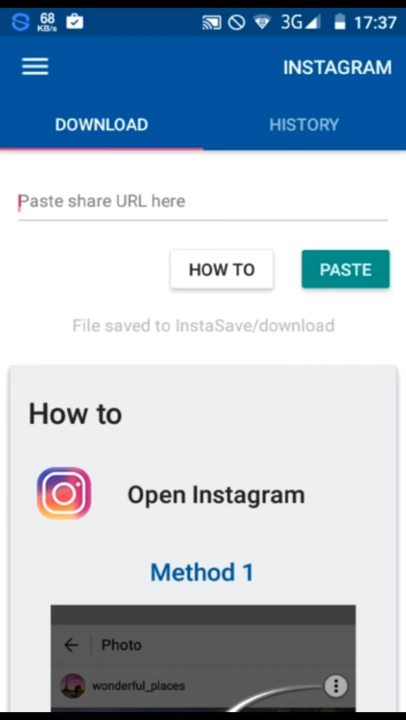 68
KB/s
3G
17:37
INSTAGRAM
DOWNLOAD
HISTORY
Paste share URL here
HOW TO
PASTE
File saved to InstaSave/download
How to
Open Instagram
Method 1
Photo
wonderful_places